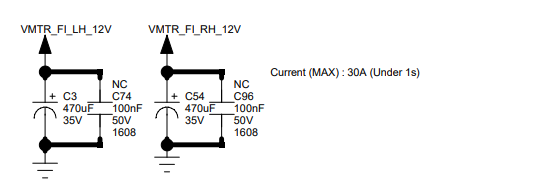 VMTR_FI_LH_12V
VMTR_FI_RH_12V
Current (MAX) : 30A (Under 1s)
+ C3
470uF
35V
NC
C74
100nF
50V
1608
+ C54
470uF
35V
NC
C96
100nF
50V
1608